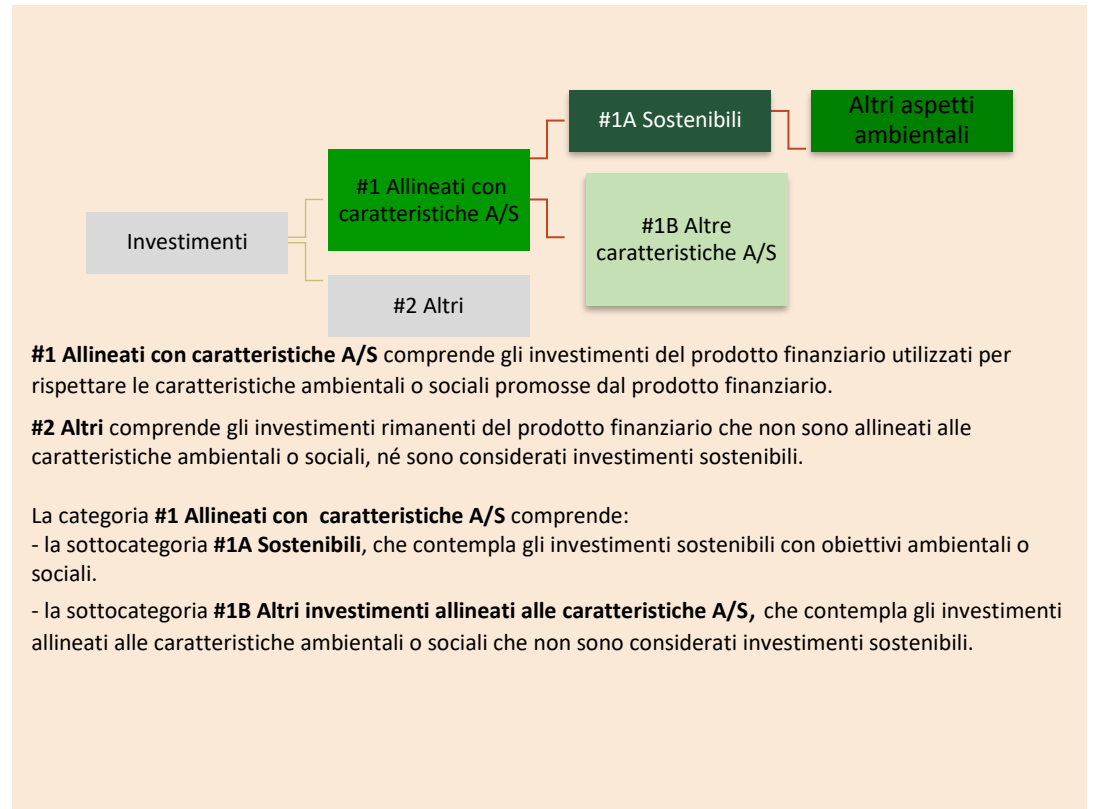 #1A Sostenibili
Altri aspetti
ambientali
#1 Allineati con
caratteristiche A/S
#1B Altre
caratteristiche A/S
Investimenti
#2 Altri
#1 Allineati con caratteristiche A/S comprende gli investimenti del prodotto finanziario utilizzati per
rispettare le caratteristiche ambientali o sociali promosse dal prodotto finanziario.
#2 Altri comprende gli investimenti rimanenti del prodotto finanziario che non sono allineati alle
caratteristiche ambientali o sociali, né sono considerati investimenti sostenibili.
La categoria #1 Allineati con caratteristiche A/S comprende:
- la sottocategoria #1A Sostenibili, che contempla gli investimenti sostenibili con obiettivi ambientali o
sociali.
- la sottocategoria #1B Altri investimenti allineati alle caratteristiche A/S, che contempla gli investimenti
allineati alle caratteristiche ambientali o sociali che non sono considerati investimenti sostenibili.